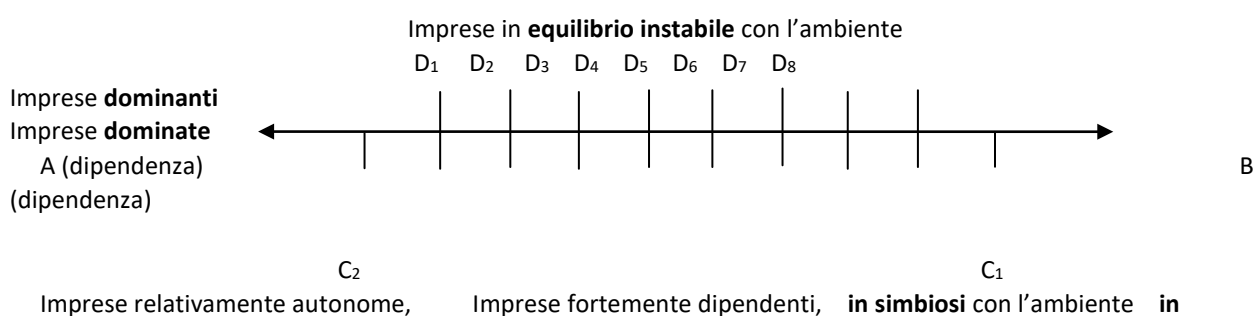 Imprese in equilibrio instabile con l’ambiente
D₁ D₂ D₃ D₄ D₅ D₆ D₇ D₈
Imprese dominanti
Imprese dominate
A (dipendenza) B
(dipendenza)
C₂ C₁
Imprese relativamente autonome, Imprese fortemente dipendenti, in simbiosi con l’ambiente in